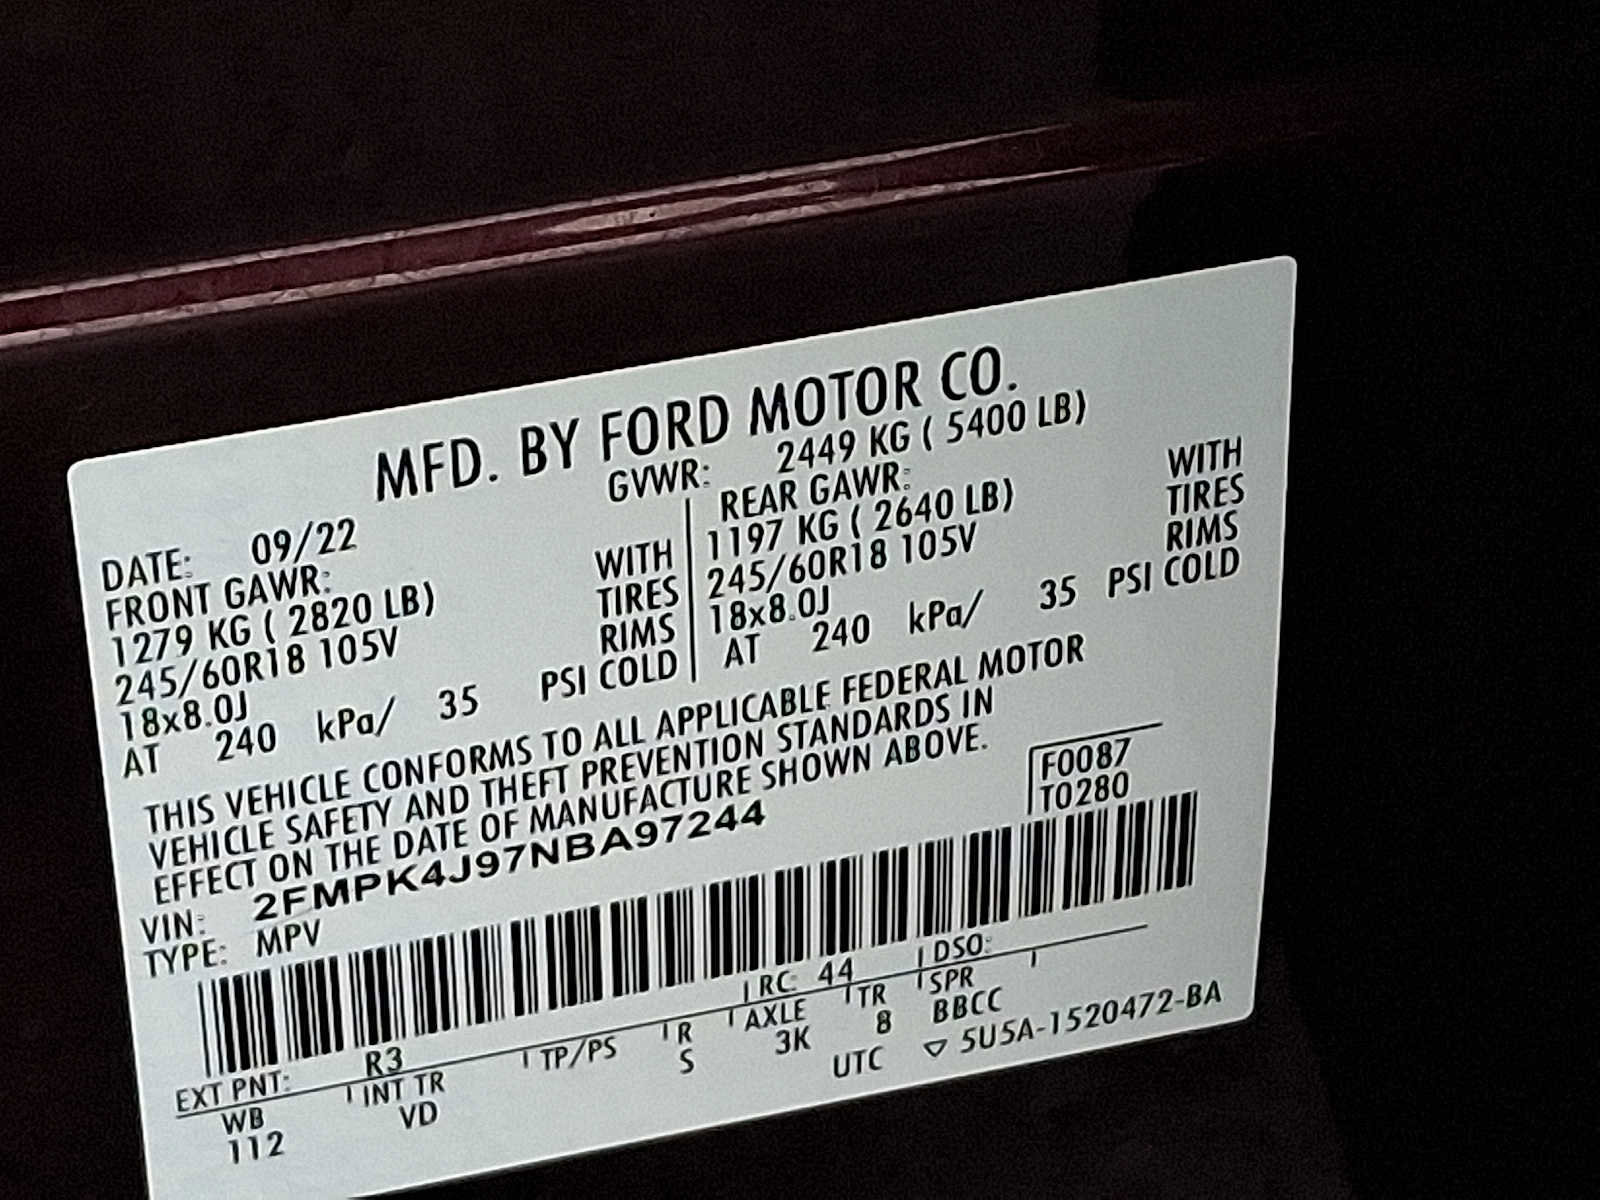 MFD. BY FORD MOTOR CO.
GVWR: 2449 KG ( 5400 LB)
DATE: 09/22
FRONT GAWR:
1279 KG ( 2820 LB) WITH
245/60R18 105V TIRES
18x8.0J RIMS
AT 240 kPa/ 35 PSI COLD
REAR GAWR:
1197 KG ( 2640 LB) WITH
245/60R18 105V TIRES
18x8.0J RIMS
AT 240 kPa/ 35 PSI COLD
THIS VEHICLE CONFORMS TO ALL APPLICABLE FEDERAL MOTOR
VEHICLE SAFETY AND THEFT PREVENTION STANDARDS IN
EFFECT ON THE DATE OF MANUFACTURE SHOWN ABOVE.
F0087
T0280
VIN: 2FMPK4J97NBA97244
TYPE: MPV
EXT PNT: R3 RC: 44 DSO:
WB INT TR TP/PS R AXLE TR SPR
112 VD S 3K 8 BBCC
UTC ▽ 5U5A-1520472-BA